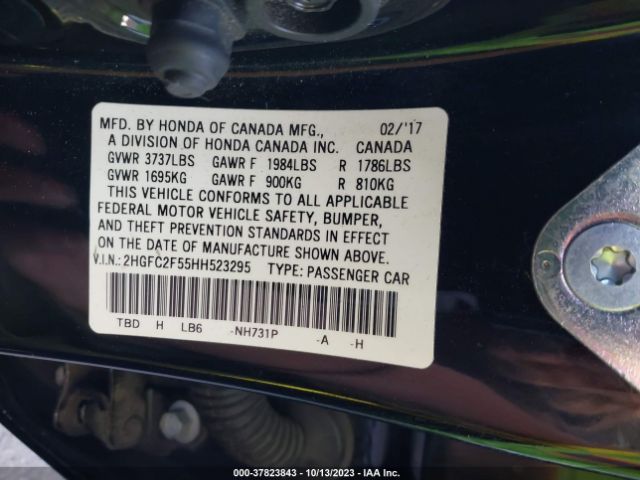 MFD. BY HONDA OF CANADA MFG., 02/'17
A DIVISION OF HONDA CANADA INC. CANADA
GVWR 3737LBS GAWR F 1984LBS R 1786LBS
GVWR 1695KG GAWR F 900KG R 810KG
THIS VEHICLE CONFORMS TO ALL APPLICABLE
FEDERAL MOTOR VEHICLE SAFETY, BUMPER,
AND THEFT PREVENTION STANDARDS IN EFFECT
ON THE DATE OF MANUFACTURE SHOWN ABOVE.
V.I.N.: 2HGFC2F55HH523295 TYPE: PASSENGER CAR
TBD H LB6 -NH731P -A -H
000-37823843 / 10/13/2023 - IAA Inc.